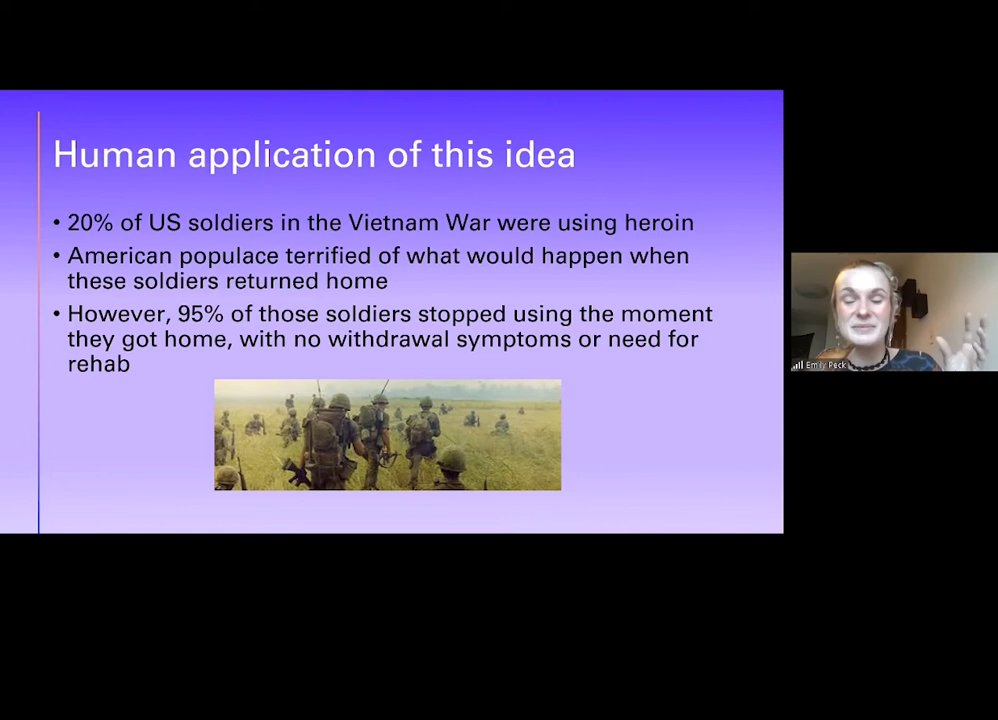 Human application of this idea
• 20% of US soldiers in the Vietnam War were using heroin
• American populace terrified of what would happen when
these soldiers returned home
• However, 95% of those soldiers stopped using the moment
they got home, with no withdrawal symptoms or need for
rehab
Emily Peck